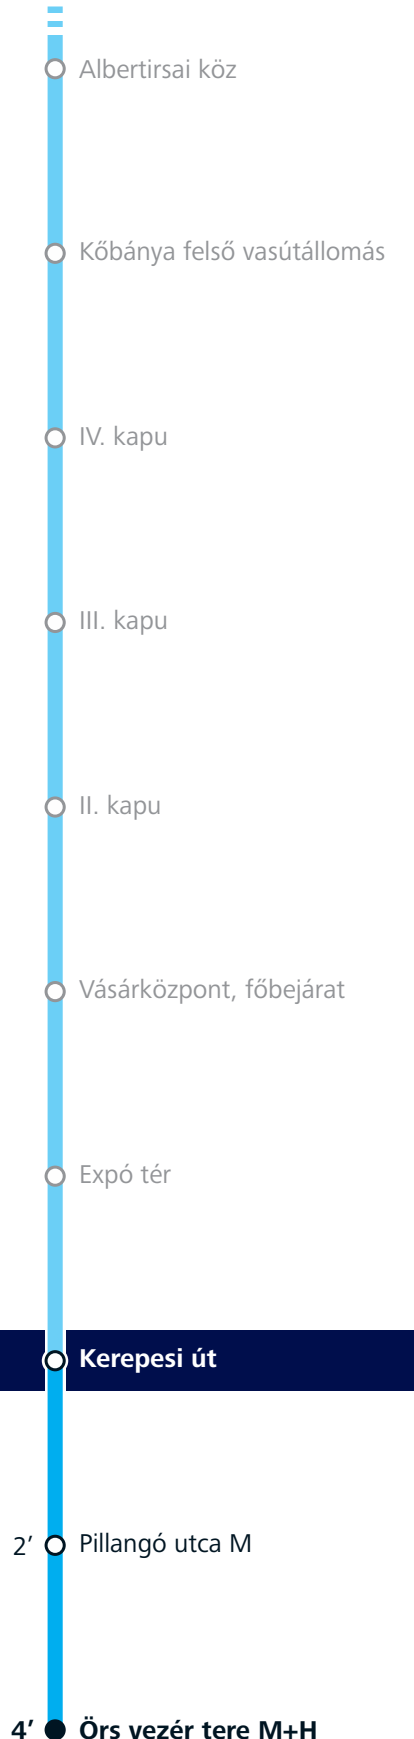 Albertirsai köz
Kőbánya felső vasútállomás
IV. kapu
III. kapu
II. kapu
Vásárközpont, főbejárat
Expó tér
Kerepesi út
2’ Pillangó utca M
4’ Örs vezér tere M+H